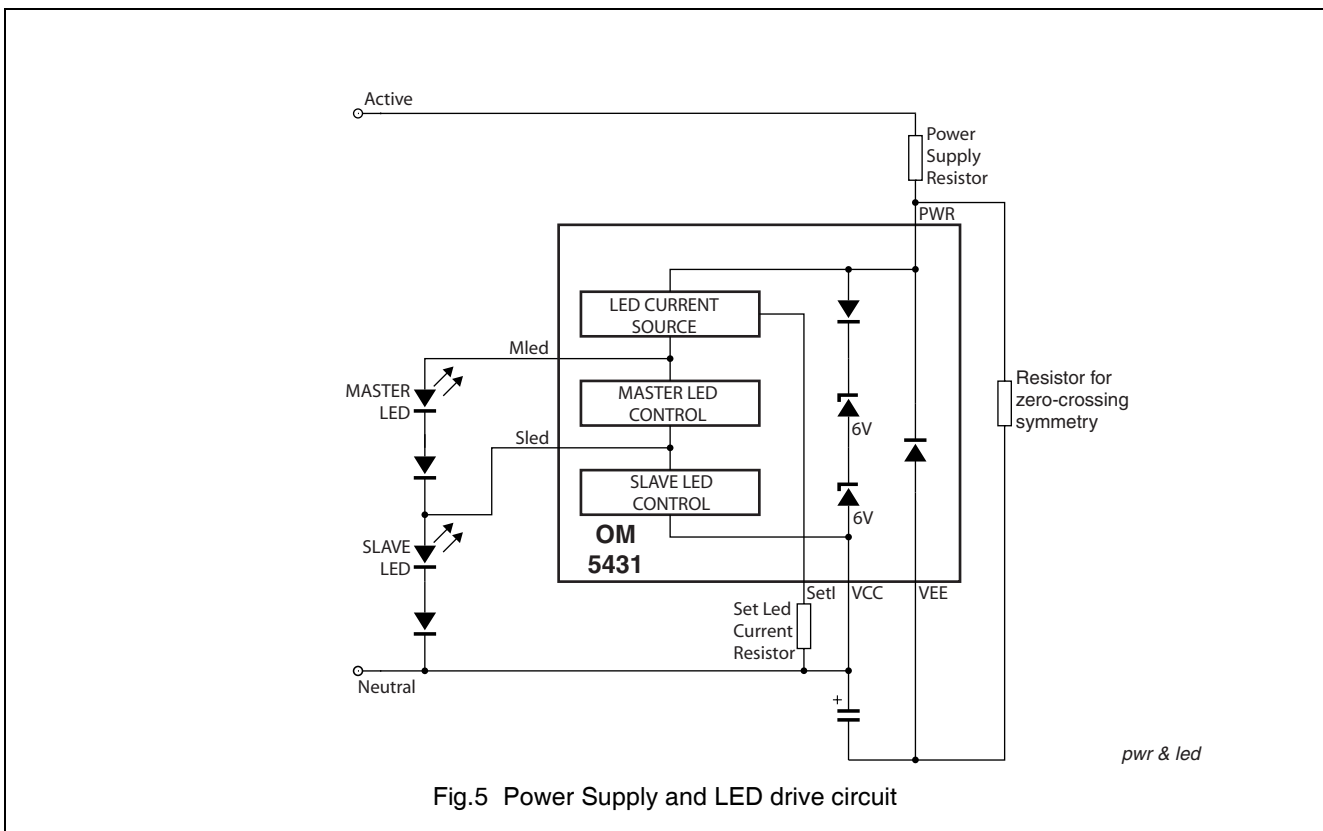 Active
Power
Supply
Resistor
PWR
LED CURRENT
SOURCE
Mled
MASTER
LED
MASTER LED
CONTROL
6V
Resistor for
zero-crossing
symmetry
Sled
SLAVE LED
CONTROL
6V
SLAVE
LED
OM
5431
SetI
VCC
VEE
Set Led
Current
Resistor
Neutral
+
pwr & led
Fig.5 Power Supply and LED drive circuit